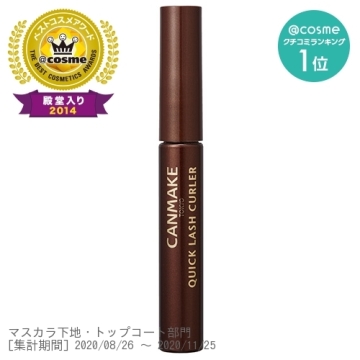 ベストコスメアワード
@cosme
THE BEST COSMETICS AWARDS
殿堂入り
2014
@cosme
クチコミランキング
1位
CANMAKE
TOKYO
QUICK LASH CURLER
マスカラ下地・トップコート部門
[集計期間] 2020/08/26 ～ 2020/11/25